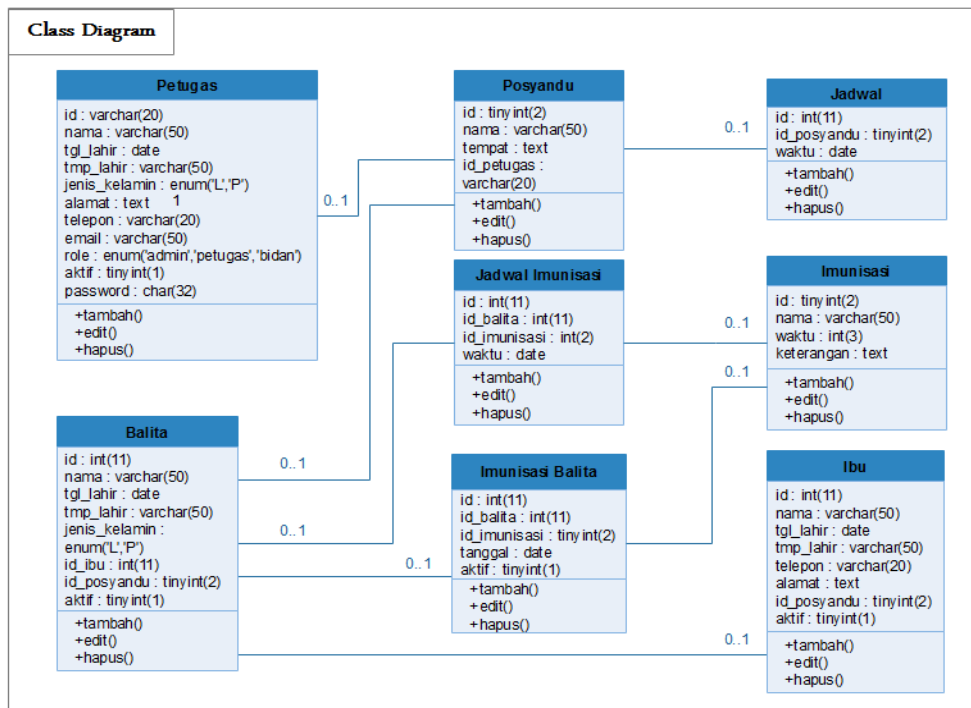 Class Diagram
Petugas
id : varchar(20)
nama : varchar(50)
tgl_lahir : date
tmp_lahir : varchar(50)
jenis_kelamin : enum('L','P')
alamat : text 1
telepon : varchar(20)
email : varchar(50)
role : enum('admin','petugas','bidan')
aktif : tinyint(1)
password : char(32)
+tambah()
+edit()
+hapus()
0..1
Posyandu
id : tinyint(2)
nama : varchar(50)
tempat : text
id_petugas :
varchar(20)
+tambah()
+edit()
+hapus()
0..1
Jadwal
id : int(11)
id_posyandu : tinyint(2)
waktu : date
+tambah()
+edit()
+hapus()
Jadwal Imunisasi
id : int(11)
id_balita : int(11)
id_imunisasi : int(2)
waktu : date
+tambah()
+edit()
+hapus()
0..1
0..1
Imunisasi
id : tinyint(2)
nama : varchar(50)
waktu : int(3)
keterangan : text
+tambah()
+edit()
+hapus()
Balita
id : int(11)
nama : varchar(50)
tgl_lahir : date
tmp_lahir : varchar(50)
jenis_kelamin :
enum('L','P')
id_ibu : int(11)
id_posyandu : tinyint(2)
aktif : tinyint(1)
+tambah()
+edit()
+hapus()
0..1
0..1
0..1
Imunisasi Balita
id : int(11)
id_balita : int(11)
id_imunisasi : tinyint(2)
tanggal : date
aktif : tinyint(1)
+tambah()
+edit()
+hapus()
0..1
Ibu
id : int(11)
nama : varchar(50)
tgl_lahir : date
tmp_lahir : varchar(50)
telepon : varchar(20)
alamat : text
id_posyandu : tinyint(2)
aktif : tinyint(1)
+tambah()
+edit()
+hapus()